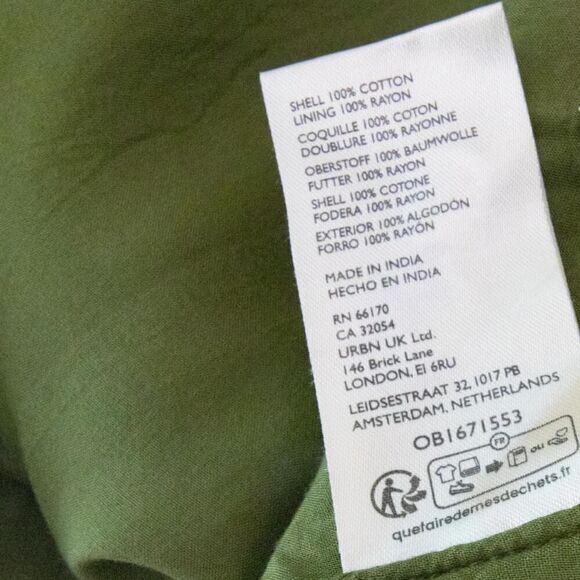 SHELL 100% COTTON
LINING 100% RAYON
COQUILLE 100% COTON
DOUBLURE 100% RAYONNE
OBERSTOFF 100% BAUMWOLLE
FUTTER 100% RAYON
SHELL 100% COTONE
FODERA 100% RAYON
EXTERIOR 100% ALGODÓN
FORRO 100% RAYÓN
MADE IN INDIA
HECHO EN INDIA
RN 66170
CA 32054
URBN UK Ltd.
146 Brick Lane
LONDON, E1 6RU
LEIDSESTRAAT 32, 1017 PB
AMSTERDAM, NETHERLANDS
OB1671553
FR
ou
quefairedemesdechets.fr